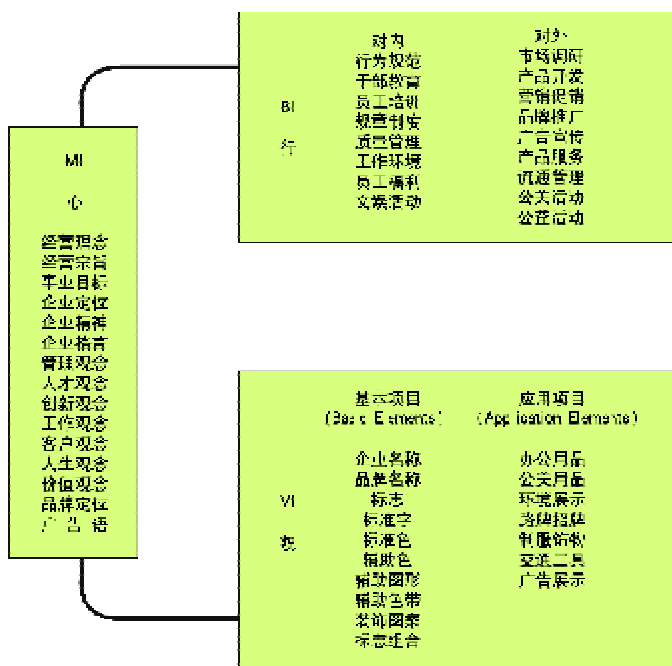 MI
心
经营理念
经营宗旨
事业目标
企业定位
企业精神
企业格言
管理观念
人才观念
创新观念
工作观念
客户观念
人生观念
价值观念
品牌定位
广 告 语
BI
行
对内
行为规范
干部教育
员工培训
规章制度
质量管理
工作环境
员工福利
文娱活动
对外
市场调研
产品开发
营销促销
品牌推广
广告宣传
产品服务
流通管理
公关活动
公益活动
VI
视
基本项目
(Basic Elements)
企业名称
品牌名称
标志
标准字
标准色
辅助色
辅助图形
辅助色带
装饰图案
标志组合
应用项目
(Application Elements)
办公用品
公关用品
环境展示
路牌招牌
制服饰物
交通工具
广告展示